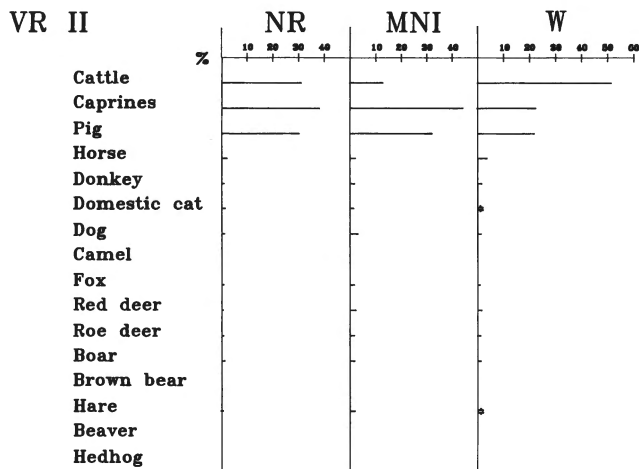 VR II NR MNI W
% 10 20 30 40 10 20 30 40 10 20 30 40 50 60
Cattle
Caprines
Pig
Horse
Donkey
Domestic cat *
Dog
Camel
Fox
Red deer
Roe deer
Boar
Brown bear
Hare *
Beaver
Hedhog